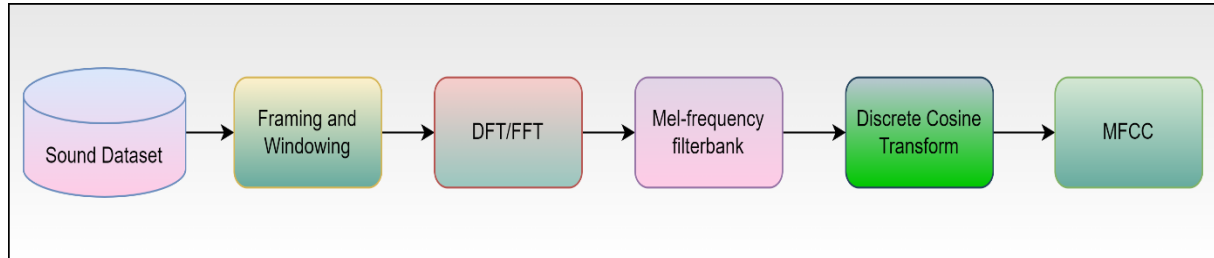 Sound Dataset
Framing and
Windowing
DFT/FFT
Mel-frequency
filterbank
Discrete Cosine
Transform
MFCC